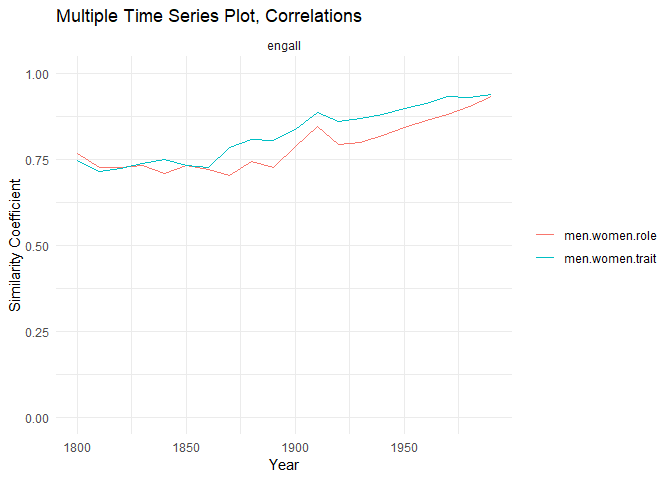 Multiple Time Series Plot, Correlations
engall
1.00
0.75
0.50
0.25
0.00
Similarity Coefficient
1800 1850 1900 1950
Year
men.women.role
men.women.trait